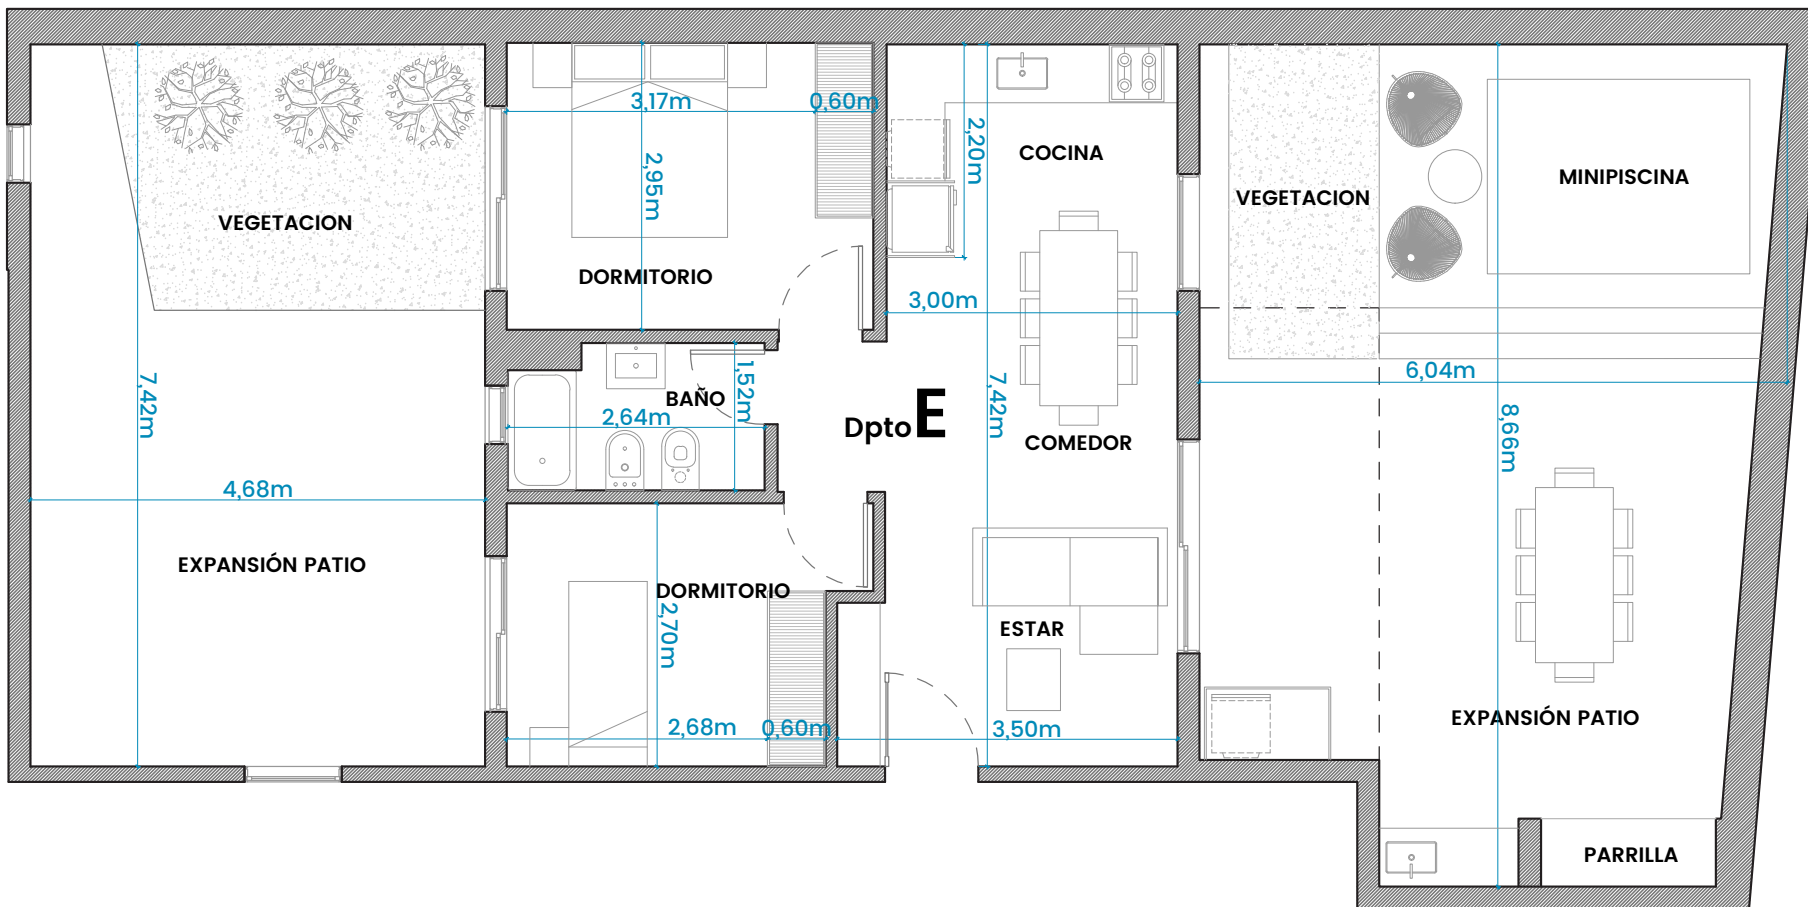 3,17m
0,60m
2,95m
2,20m
COCINA
MINIPISCINA
VEGETACION
VEGETACION
DORMITORIO
3,00m
7,42m
1,52m
BAÑO
2,64m
Dpto E
7,42m
COMEDOR
6,04m
8,66m
4,68m
EXPANSIÓN PATIO
DORMITORIO
2,70m
ESTAR
2,68m
0,60m
3,50m
EXPANSIÓN PATIO
PARRILLA